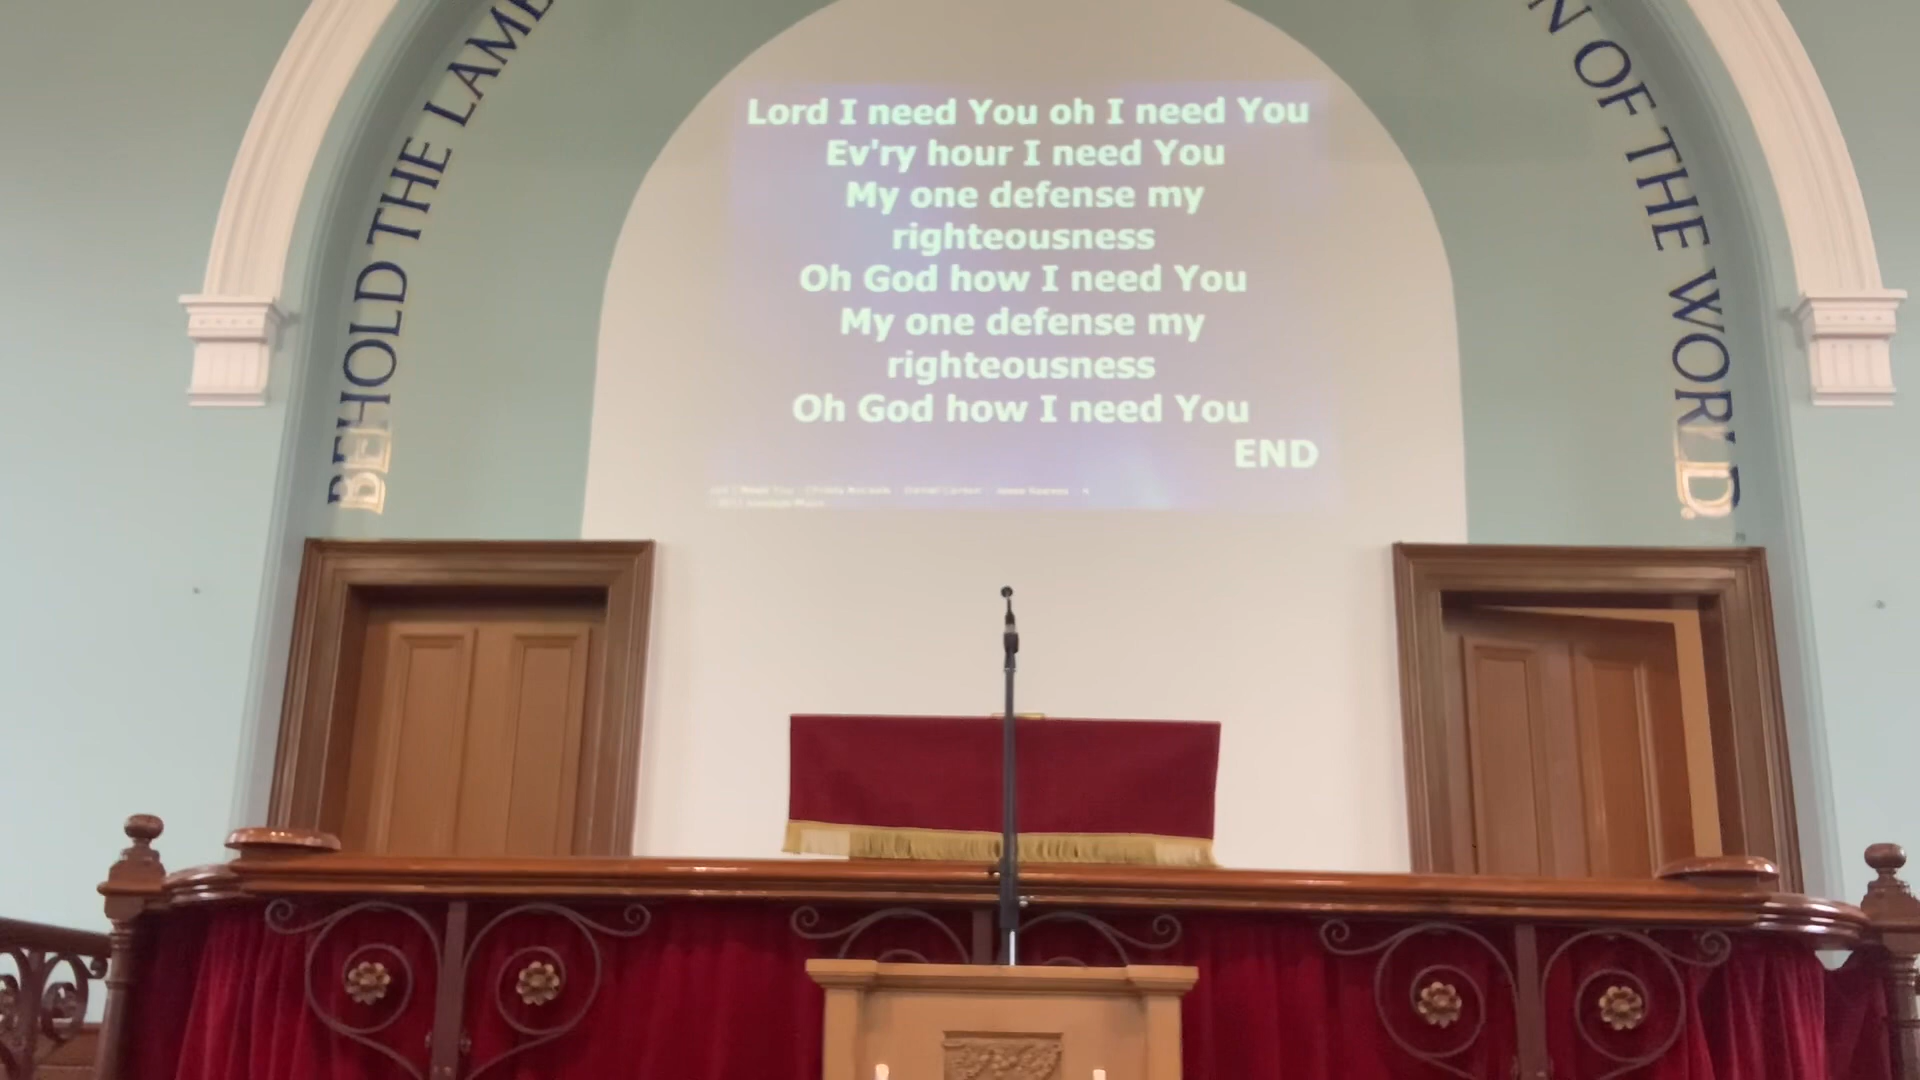 BEHOLD THE LAMB
N OF THE WORLD.
Lord I need You oh I need You
Ev'ry hour I need You
My one defense my
righteousness
Oh God how I need You
My one defense my
righteousness
Oh God how I need You
END